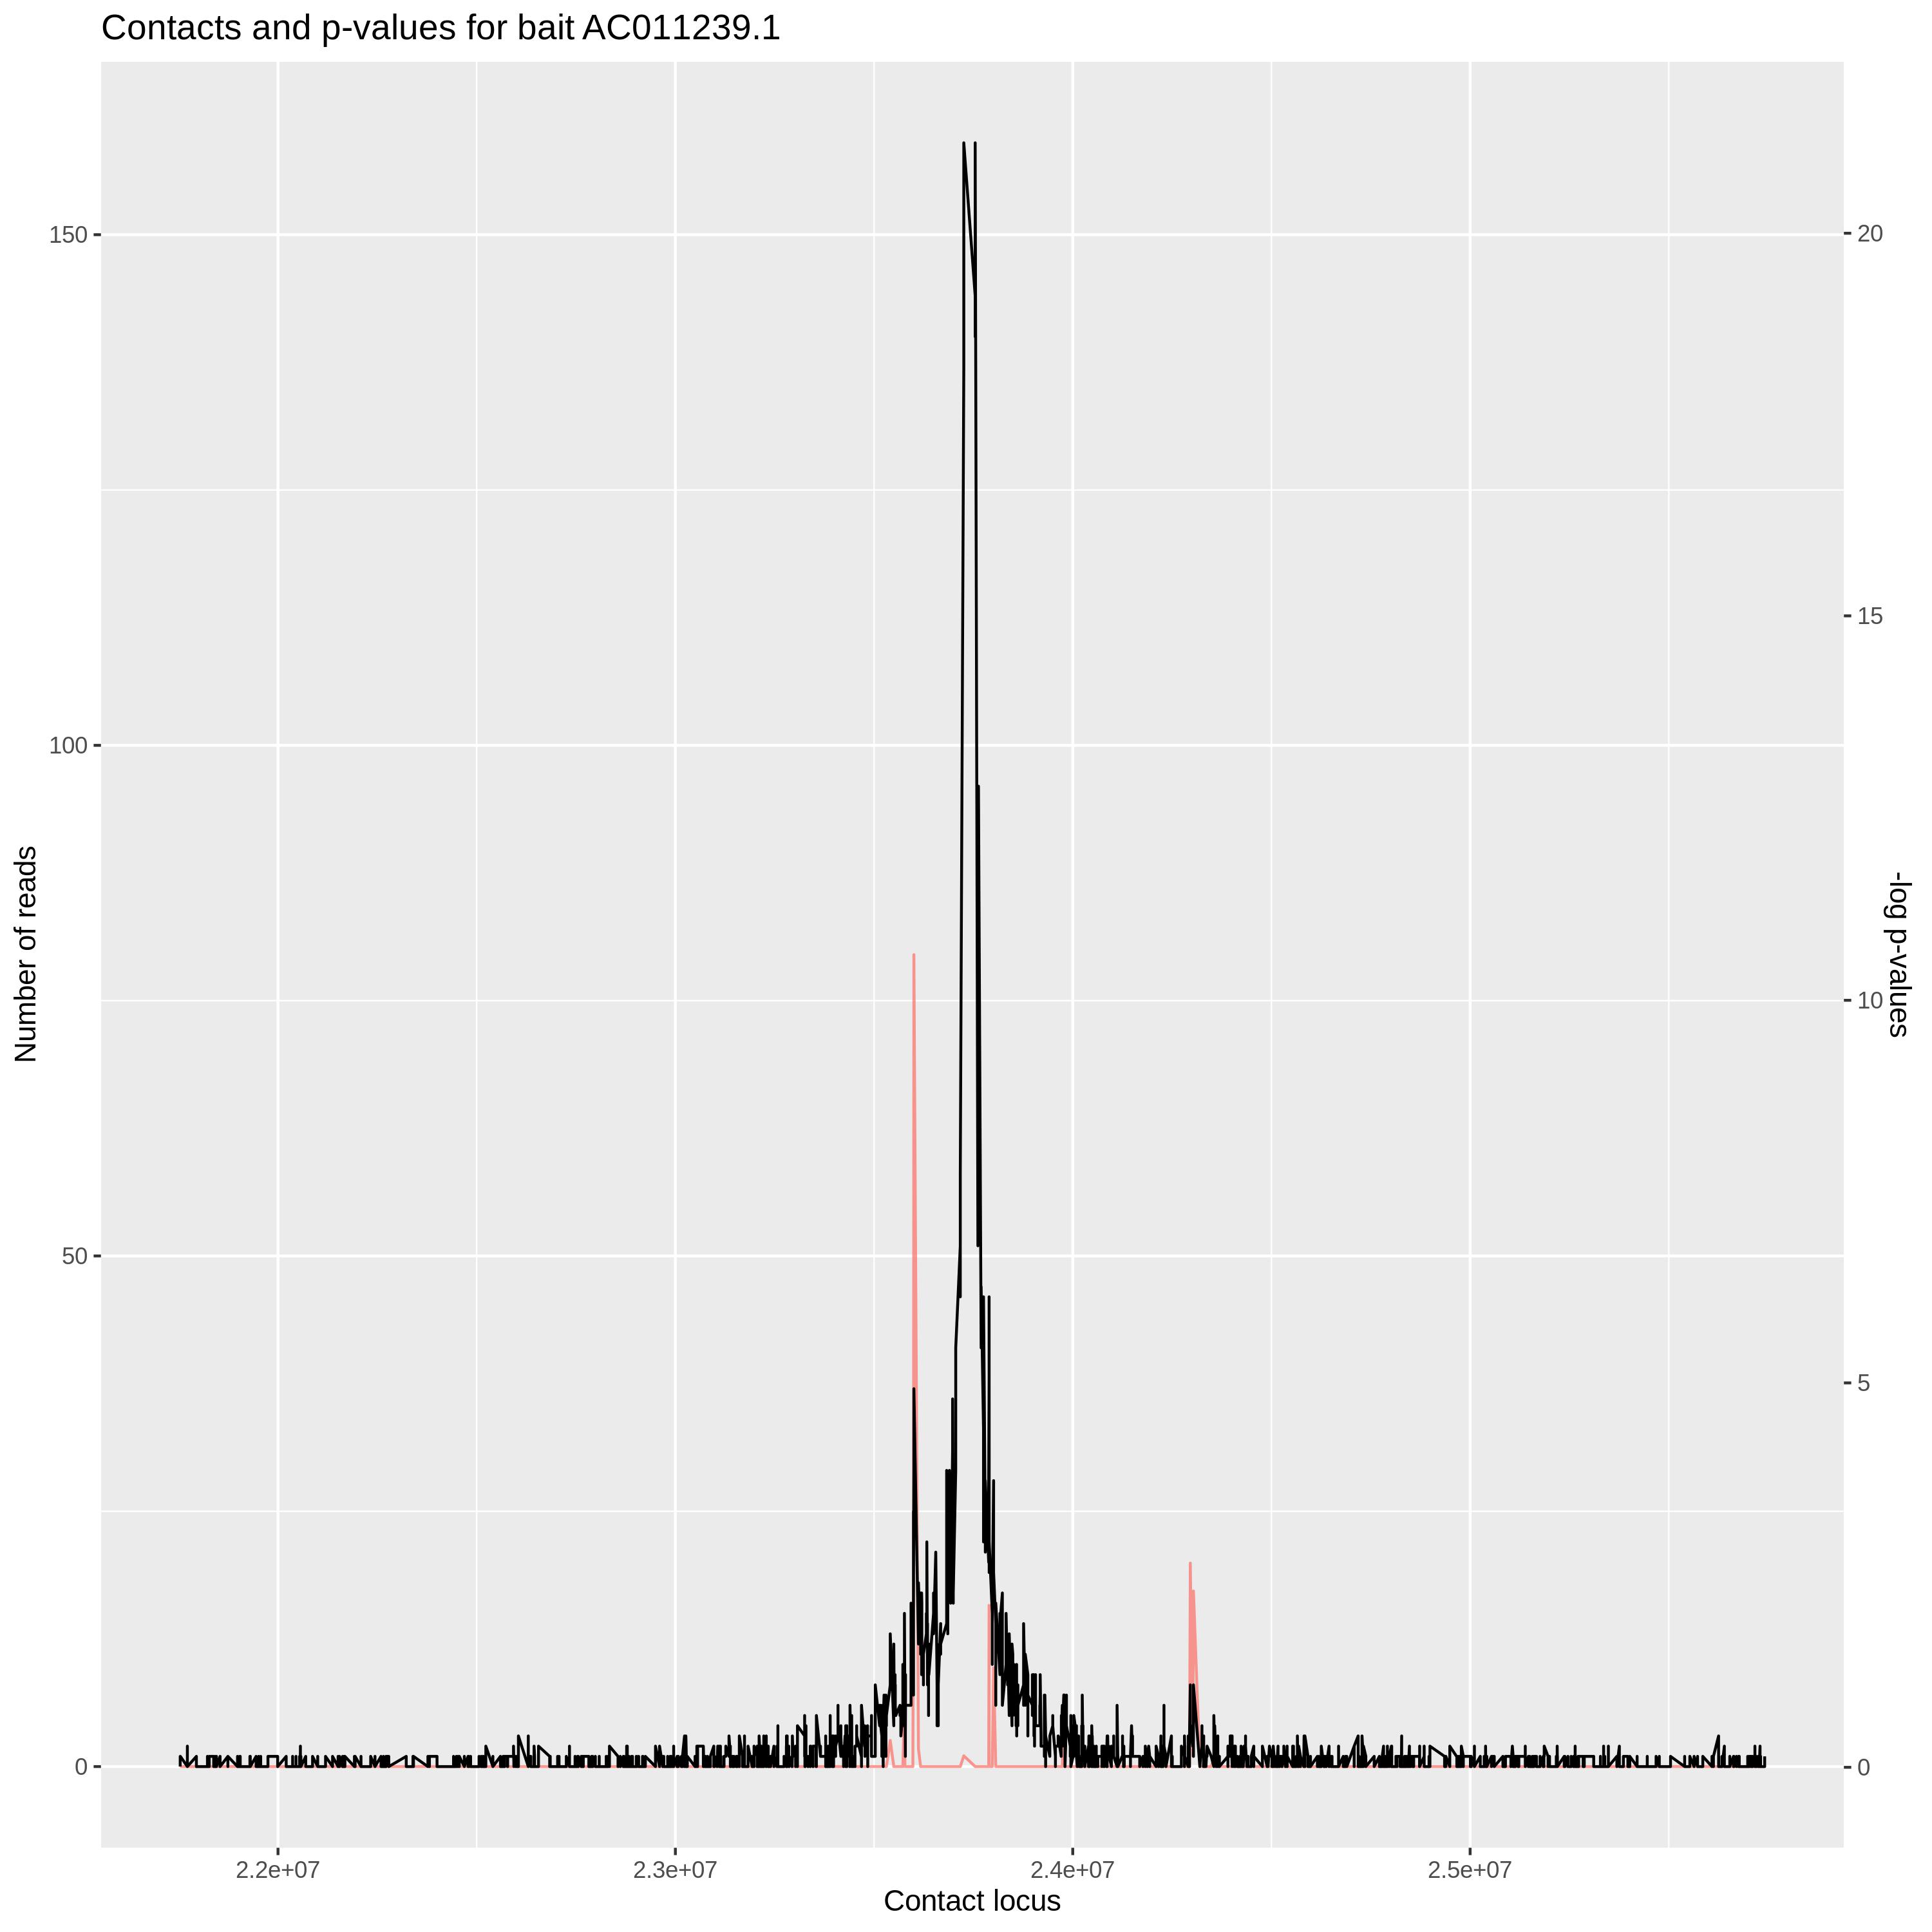 Contacts and p-values for bait AC011239.1
150
100
50
0
Number of reads
20
15
10
5
0
-log p-values
2.2e+07
2.3e+07
2.4e+07
2.5e+07
Contact locus